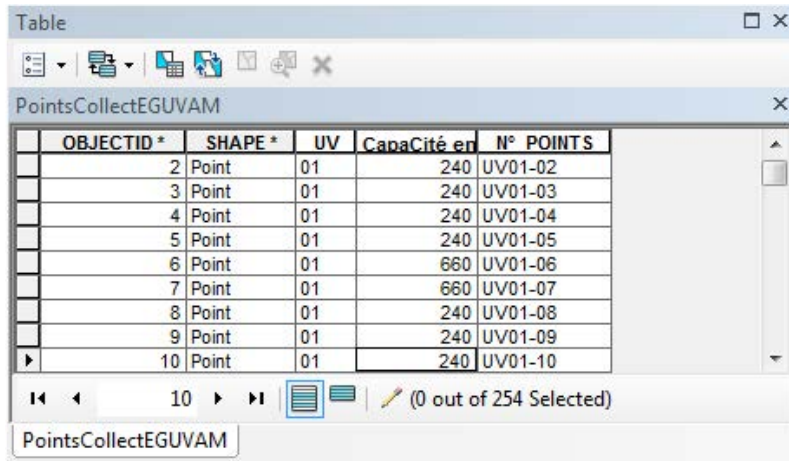 Table
PointsCollectEGUVAM
OBJECTID * SHAPE * UV CapaCité en N° POINTS
2 Point 01 240 UV01-02
3 Point 01 240 UV01-03
4 Point 01 240 UV01-04
5 Point 01 240 UV01-05
6 Point 01 660 UV01-06
7 Point 01 660 UV01-07
8 Point 01 240 UV01-08
9 Point 01 240 UV01-09
10 Point 01 240 UV01-10
10 (0 out of 254 Selected)
PointsCollectEGUVAM